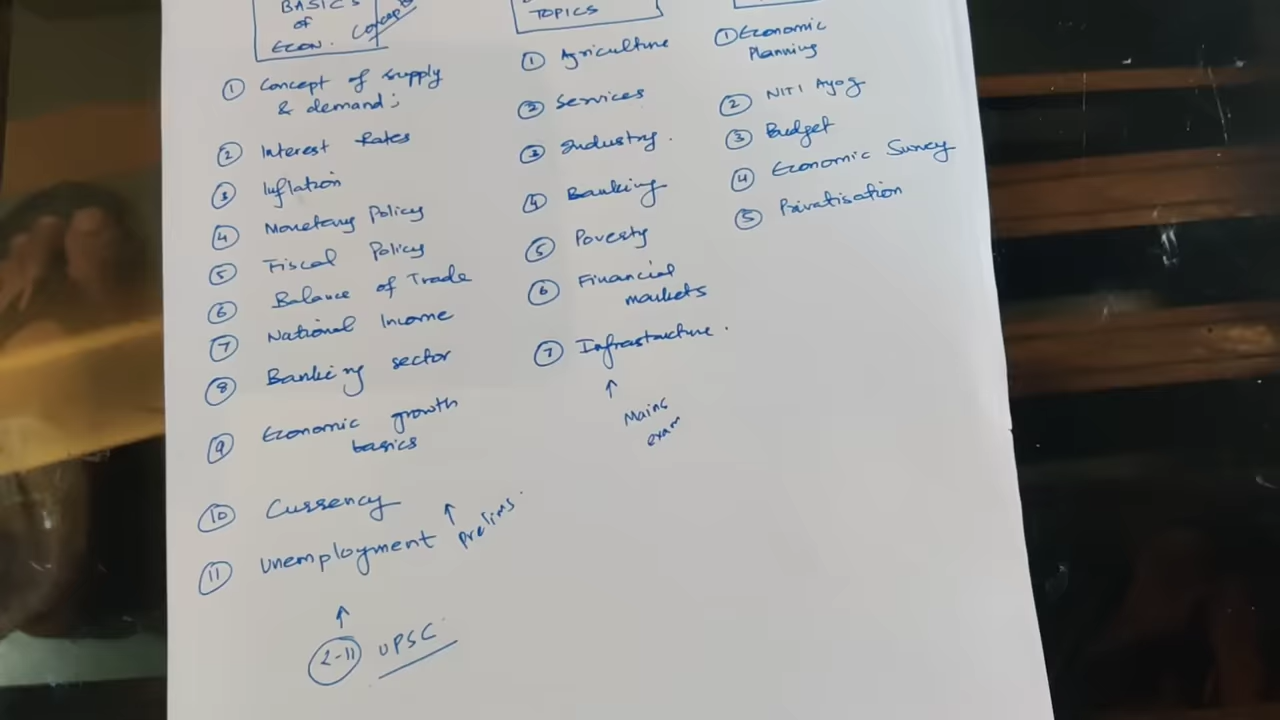 BASICS
of
ECON. Concepts
① Concept of supply
& demand;
② Interest Rates
③ Inflation
④ Monetary Policy
⑤ Fiscal Policy
⑥ Balance of Trade
⑦ National Income
⑧ Banking sector
⑨ Economic growth
basics
⑩ Currency
⑪ Unemployment
↑
prelims.
↑
2-11 UPSC.
TOPICS
① Agriculture
② Services
③ Industry.
④ Banking
⑤ Poverty
⑥ Financial
markets
⑦ Infrastructure.
↑
Mains
exam
① Economic
Planning
② NITI Ayog
③ Budget
④ Economic Survey
⑤ Privatisation